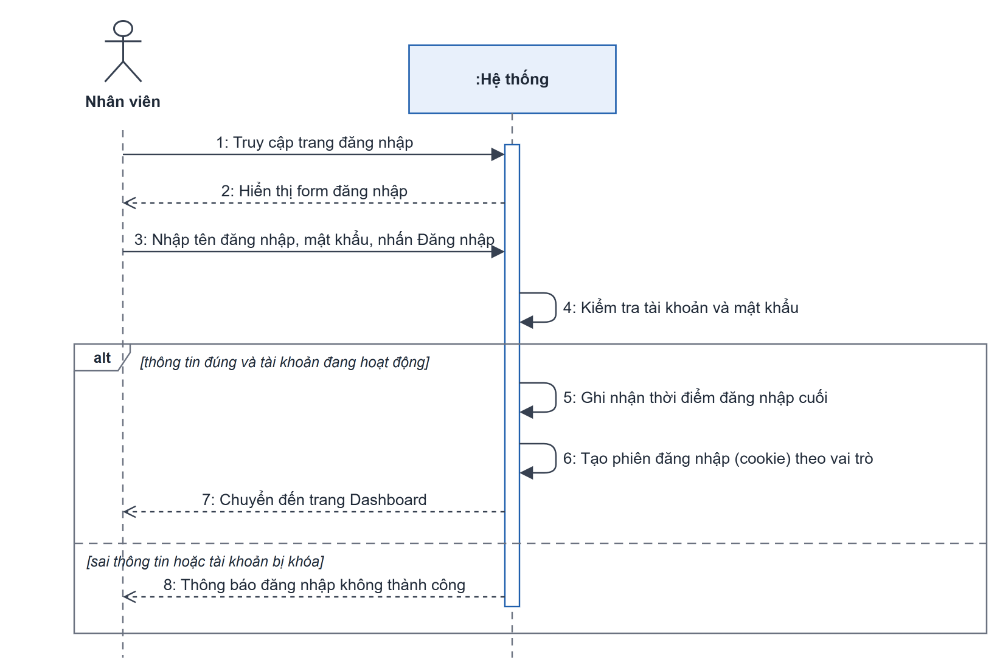 Nhân viên
:Hệ thống
1: Truy cập trang đăng nhập
2: Hiển thị form đăng nhập
3: Nhập tên đăng nhập, mật khẩu, nhấn Đăng nhập
4: Kiểm tra tài khoản và mật khẩu
alt
[thông tin đúng và tài khoản đang hoạt động]
5: Ghi nhận thời điểm đăng nhập cuối
6: Tạo phiên đăng nhập (cookie) theo vai trò
7: Chuyển đến trang Dashboard
[sai thông tin hoặc tài khoản bị khóa]
8: Thông báo đăng nhập không thành công